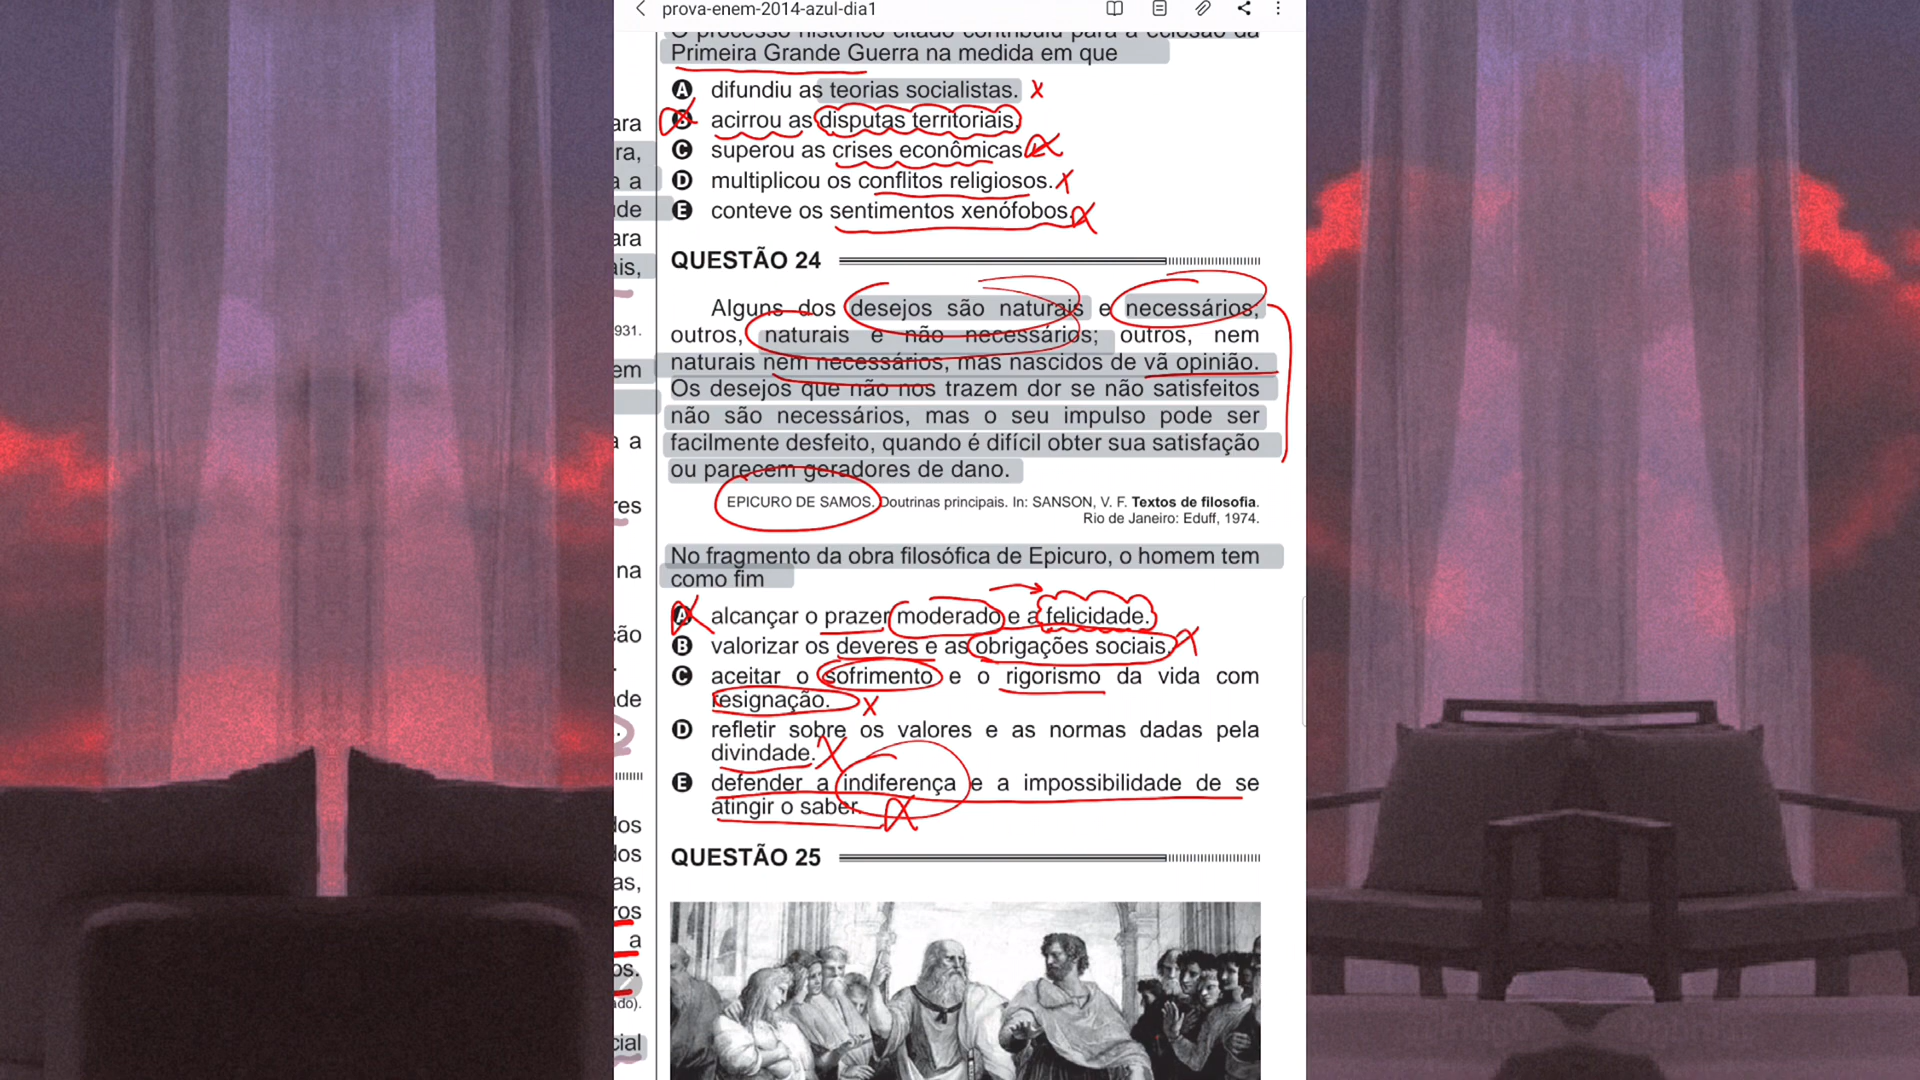 prova-enem-2014-azul-dia1
O processo histórico citado contribuiu para a eclosão da
Primeira Grande Guerra na medida em que
A difundiu as teorias socialistas.
B acirrou as disputas territoriais.
C superou as crises econômicas.
D multiplicou os conflitos religiosos.
E conteve os sentimentos xenófobos.
QUESTÃO 24
Alguns dos desejos são naturais e necessários;
outros, naturais e não necessários; outros, nem
naturais nem necessários, mas nascidos de vã opinião.
Os desejos que não nos trazem dor se não satisfeitos
não são necessários, mas o seu impulso pode ser
facilmente desfeito, quando é difícil obter sua satisfação
ou parecem geradores de dano.
EPICURO DE SAMOS. Doutrinas principais. In: SANSON, V. F. Textos de filosofia.
Rio de Janeiro: Eduff, 1974.
No fragmento da obra filosófica de Epicuro, o homem tem
como fim
A alcançar o prazer moderado e a felicidade.
B valorizar os deveres e as obrigações sociais.
C aceitar o sofrimento e o rigorismo da vida com
resignação.
D refletir sobre os valores e as normas dadas pela
divindade.
E defender a indiferença e a impossibilidade de se
atingir o saber.
QUESTÃO 25